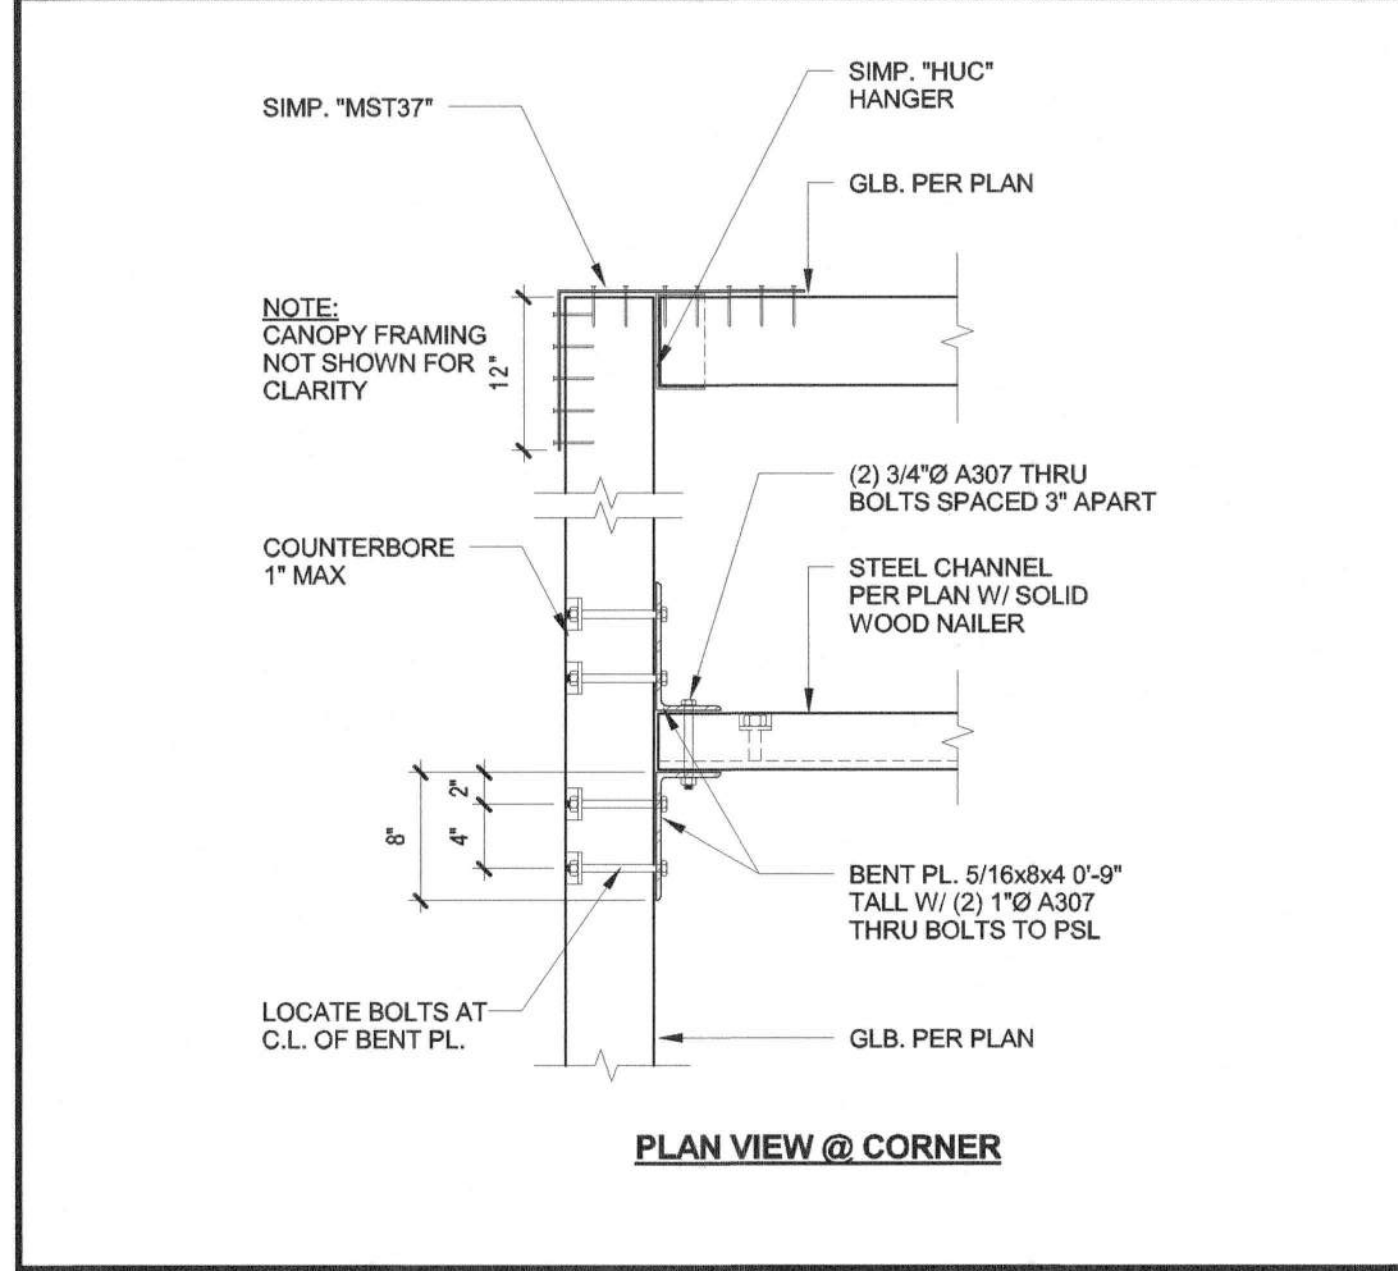 SIMP. "HUC"
HANGER
SIMP. "MST37"
GLB. PER PLAN
NOTE:
CANOPY FRAMING
NOT SHOWN FOR
CLARITY
12"
(2) 3/4"Ø A307 THRU
BOLTS SPACED 3" APART
COUNTERBORE
1" MAX
STEEL CHANNEL
PER PLAN W/ SOLID
WOOD NAILER
8"
2"
4"
BENT PL. 5/16x8x4 0'-9"
TALL W/ (2) 1"Ø A307
THRU BOLTS TO PSL
LOCATE BOLTS AT
C.L. OF BENT PL.
GLB. PER PLAN
PLAN VIEW @ CORNER